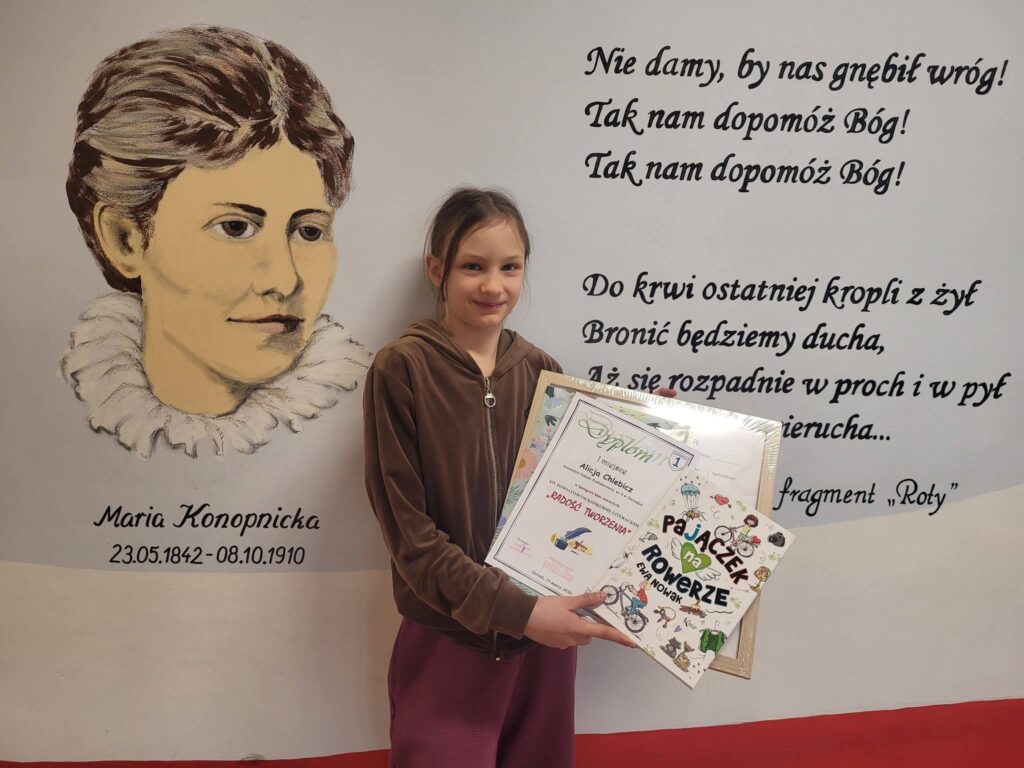 Nie damy, by nas gnębił wróg!
Tak nam dopomóż Bóg!
Tak nam dopomóż Bóg!
Do krwi ostatniej kropli z żył
Bronić będziemy ducha,
Aż się rozpadnie w proch i w pył
ierucha...
fragment „Roty”
Maria Konopnicka
23.05.1842 - 08.10.1910
Dyplom
1
I miejsce
Alicja Chlebicz
„RADOŚĆ TWORZENIA”
PAJĄCZEK
na
ROWERZE
EWA NOWAK